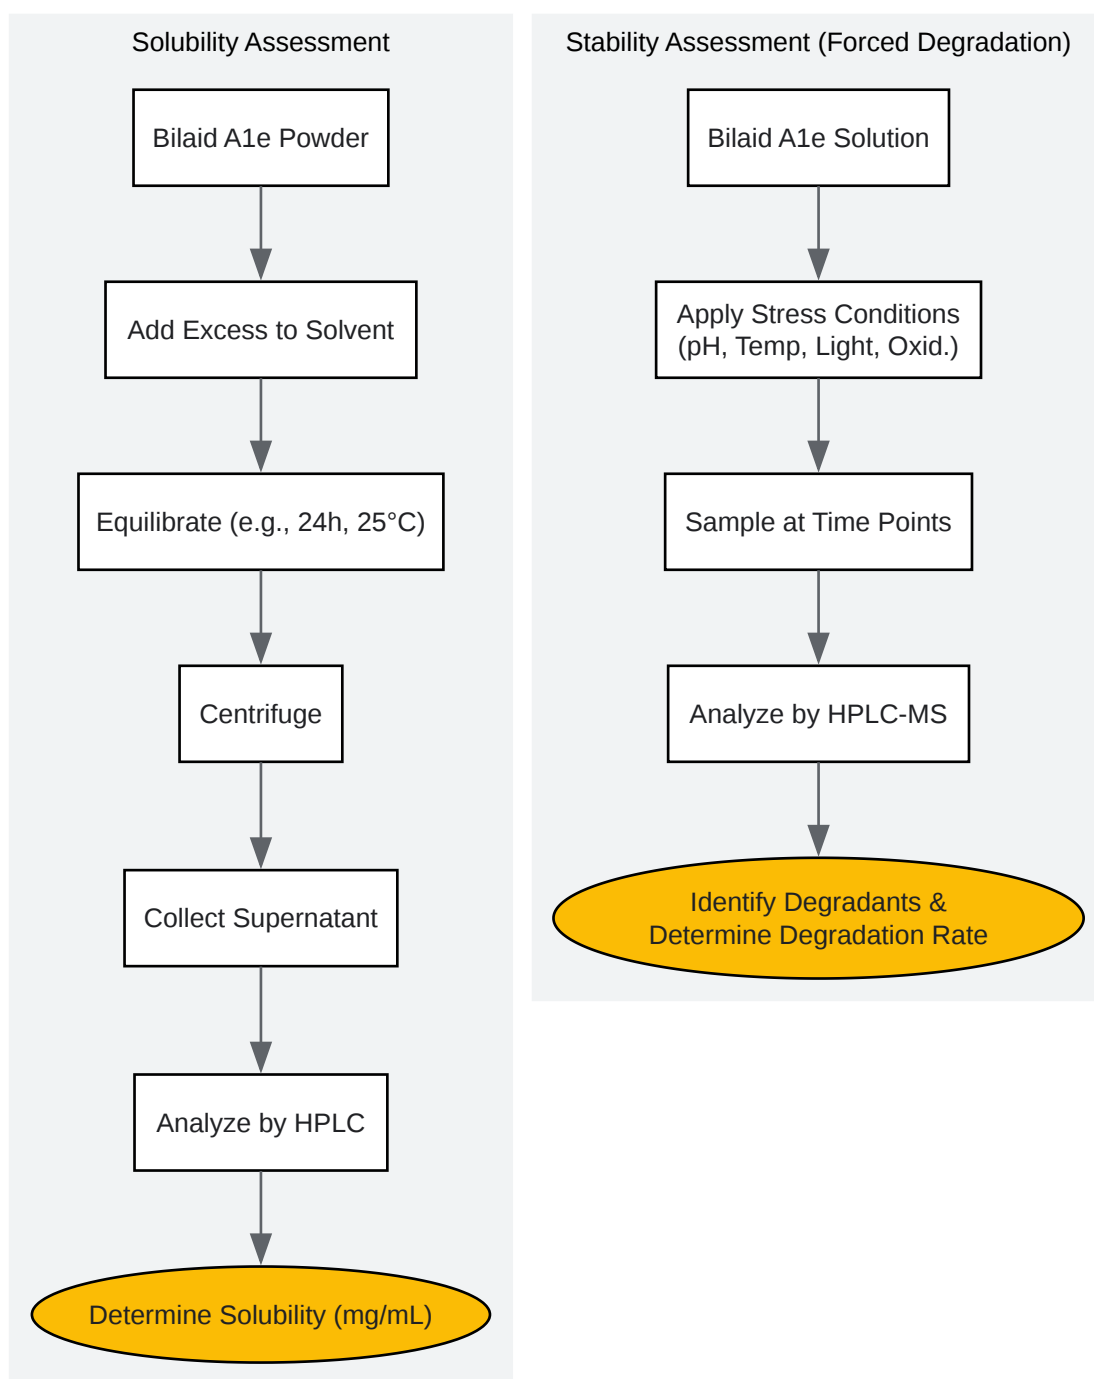 Solubility Assessment
Bilaid A1e Powder
Add Excess to Solvent
Equilibrate (e.g., 24h, 25°C)
Centrifuge
Collect Supernatant
Analyze by HPLC
Determine Solubility (mg/mL)
Stability Assessment (Forced Degradation)
Bilaid A1e Solution
Apply Stress Conditions
(pH, Temp, Light, Oxid.)
Sample at Time Points
Analyze by HPLC-MS
Identify Degradants &
Determine Degradation Rate